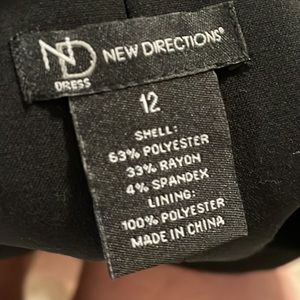 ND NEW DIRECTIONS®
DRESS
12
SHELL:
63% POLYESTER
33% RAYON
4% SPANDEX
LINING:
100% POLYESTER
MADE IN CHINA